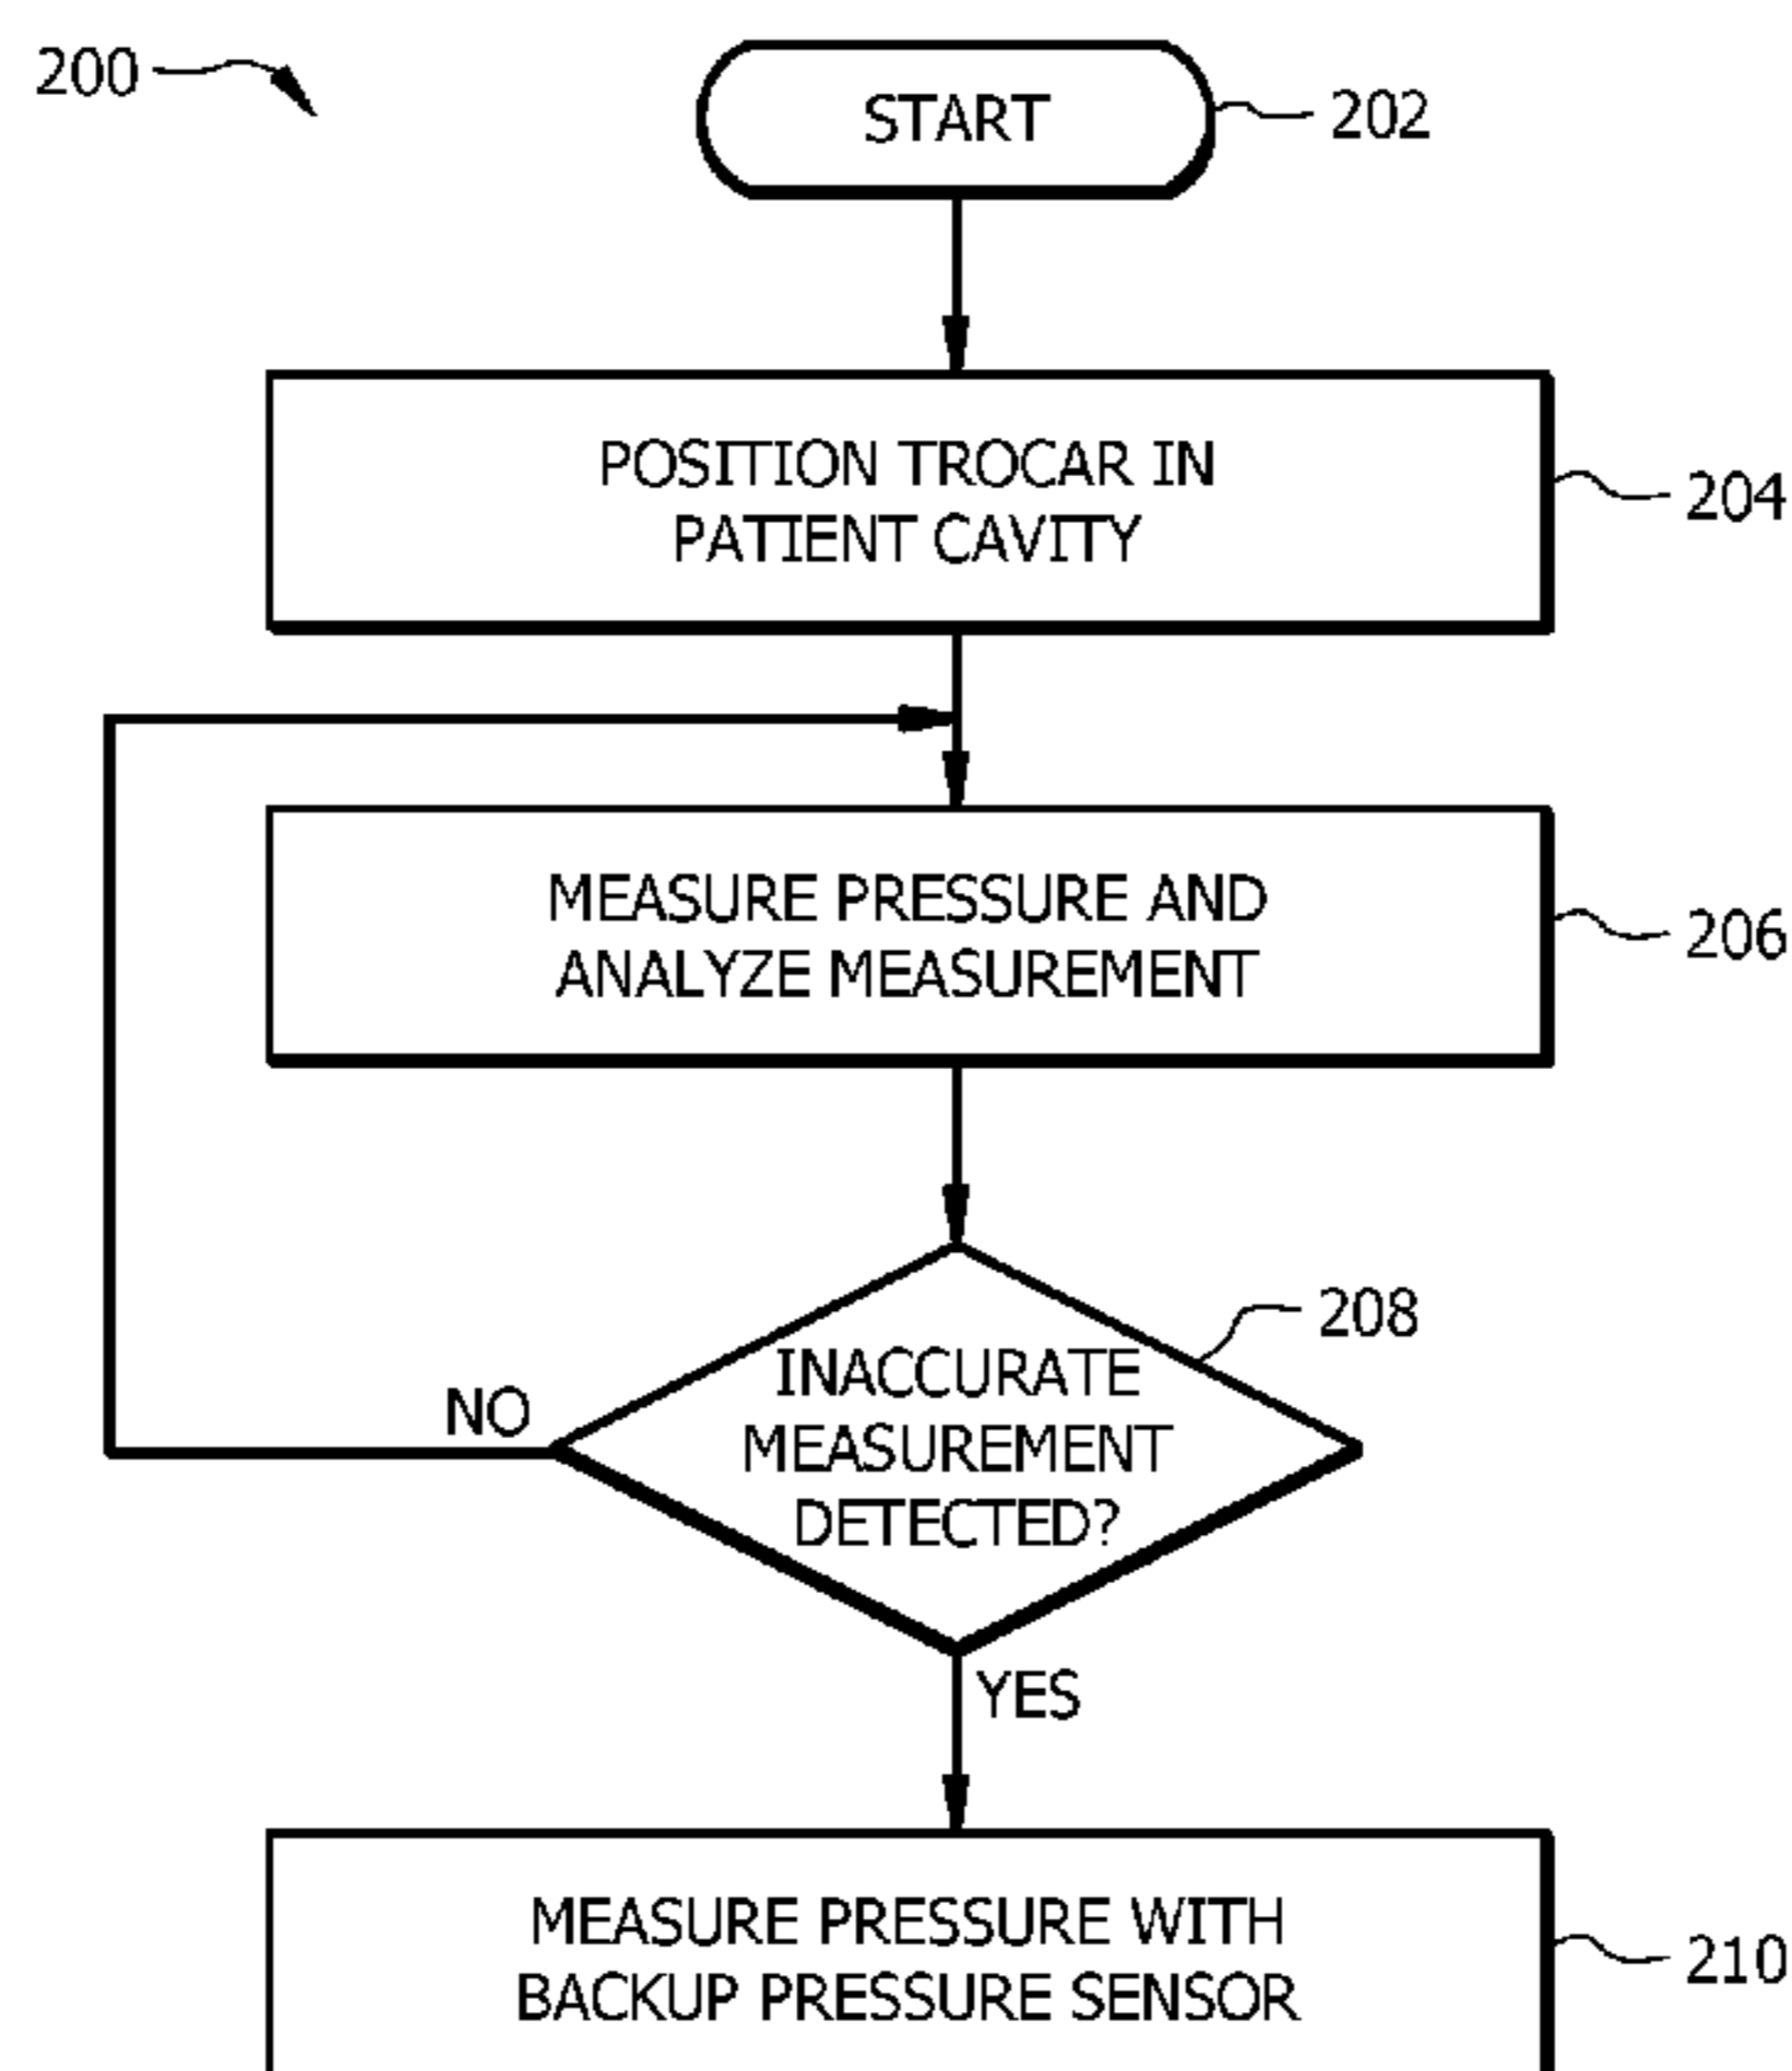 200
START
202
POSITION TROCAR IN
PATIENT CAVITY
204
MEASURE PRESSURE AND
ANALYZE MEASUREMENT
206
208
INACCURATE
MEASUREMENT
DETECTED?
NO
YES
MEASURE PRESSURE WITH
BACKUP PRESSURE SENSOR
210